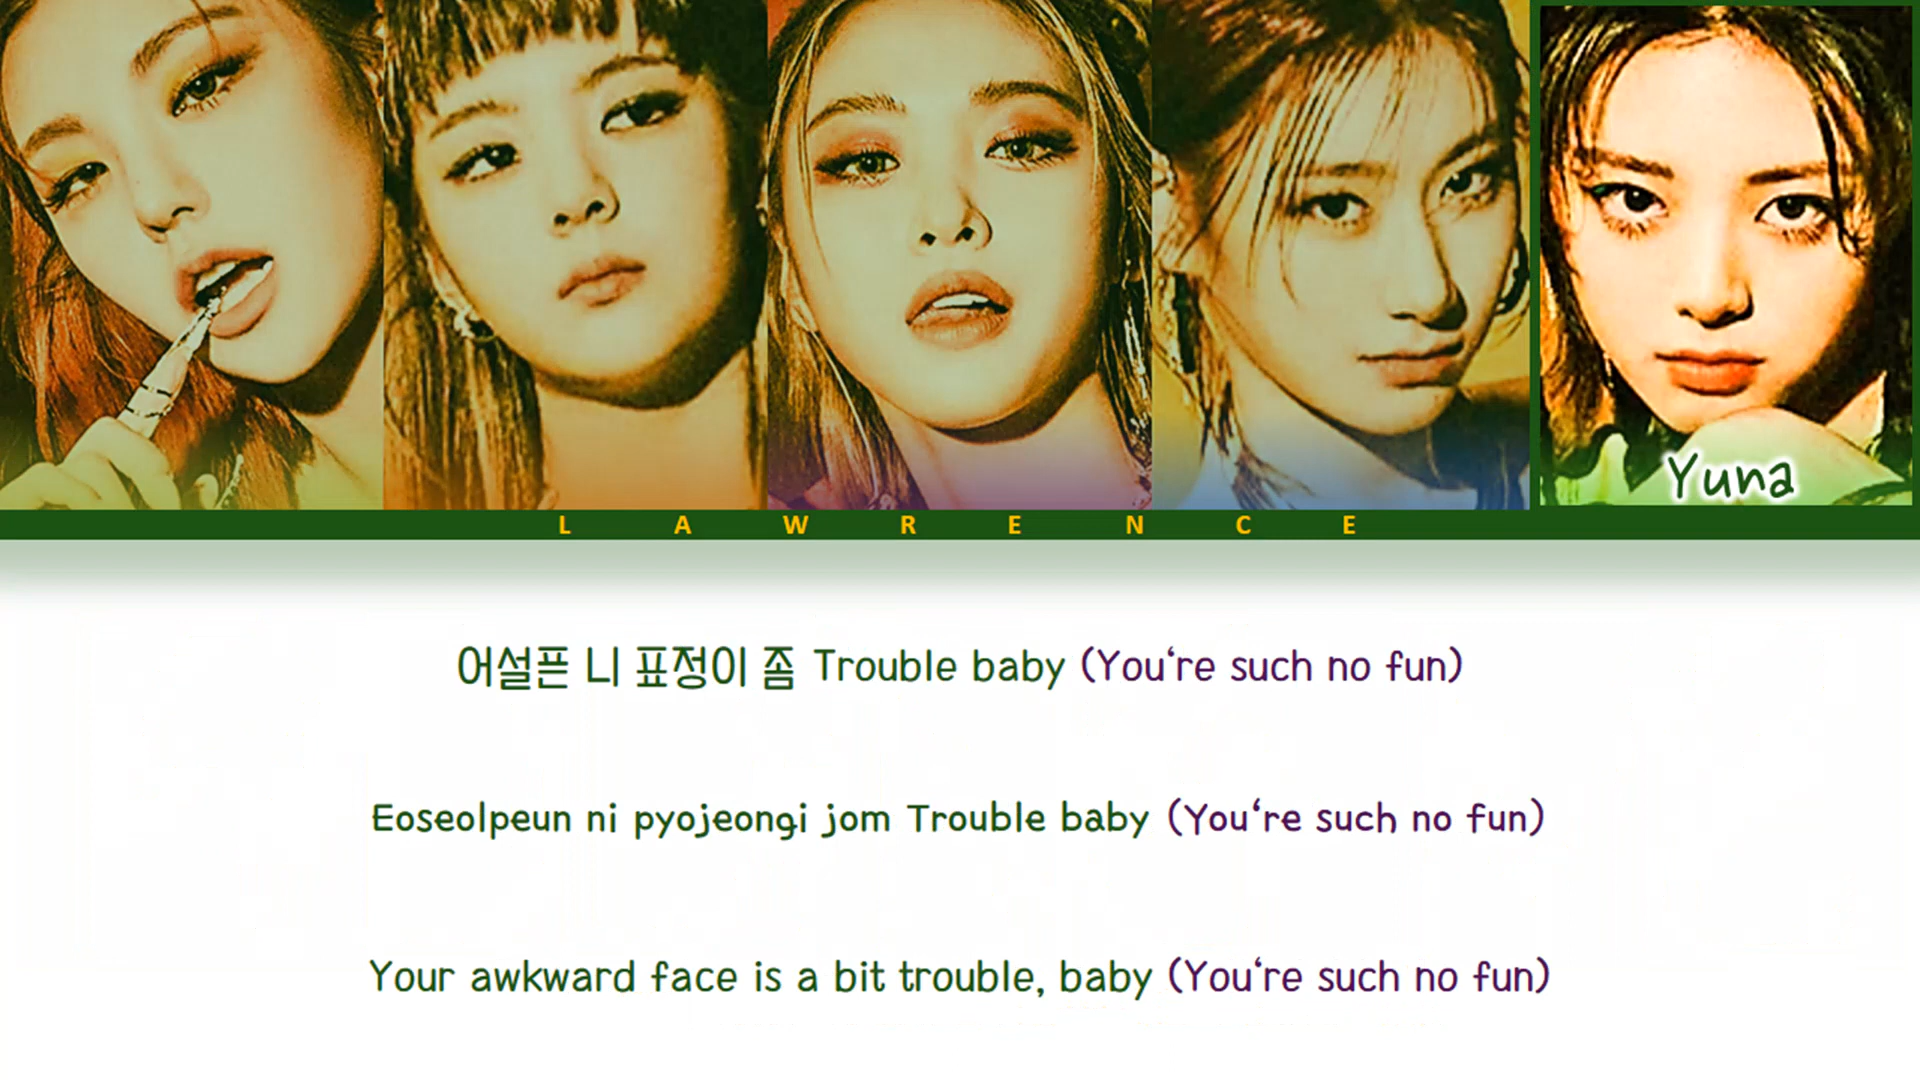 Yuna
L A W R E N C E
어설픈 니 표정이 좀 Trouble baby (You‘re such no fun)
Eoseolpeun ni pyojeongi jom Trouble baby (You‘re such no fun)
Your awkward face is a bit trouble, baby (You‘re such no fun)